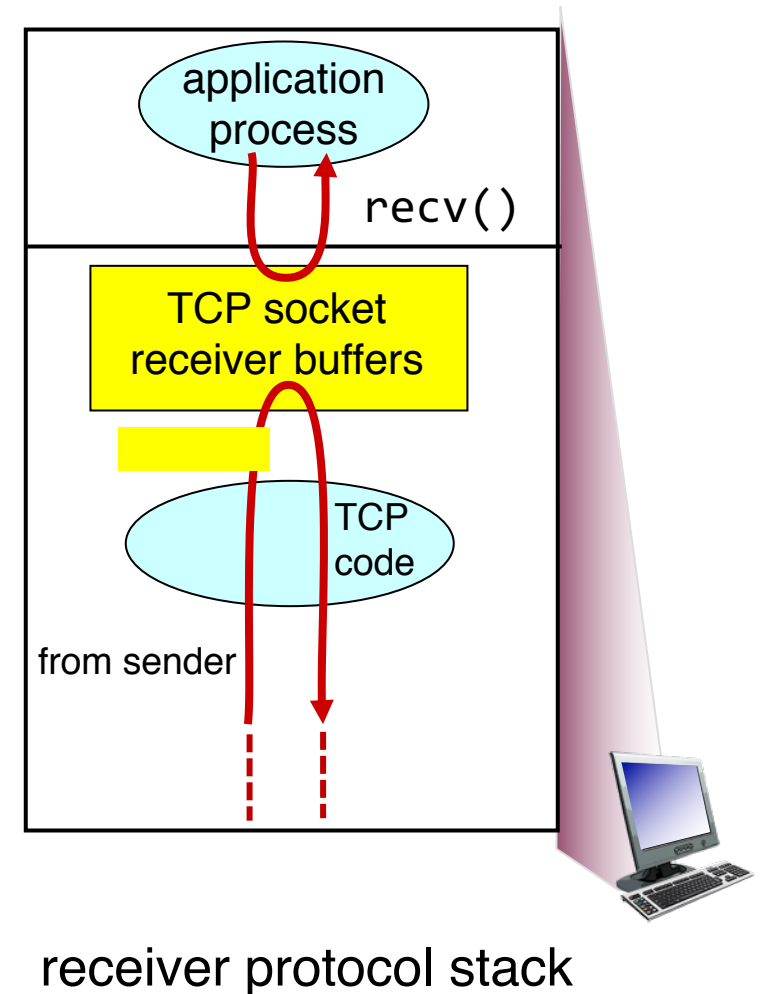 application
process
recv()
TCP socket
receiver buffers
TCP
code
from sender
receiver protocol stack